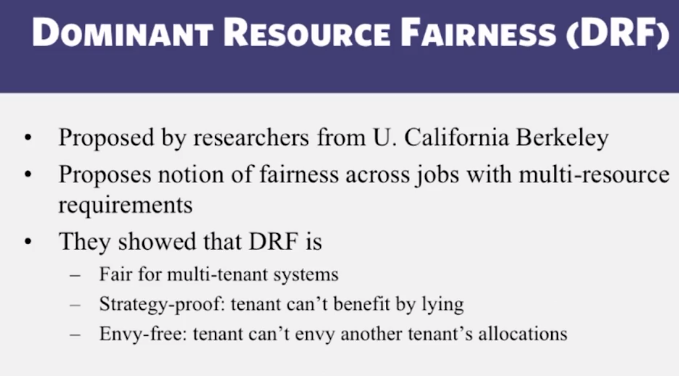 DOMINANT RESOURCE FAIRNESS (DRF)
• Proposed by researchers from U. California Berkeley
• Proposes notion of fairness across jobs with multi-resource
requirements
• They showed that DRF is
– Fair for multi-tenant systems
– Strategy-proof: tenant can't benefit by lying
– Envy-free: tenant can't envy another tenant's allocations